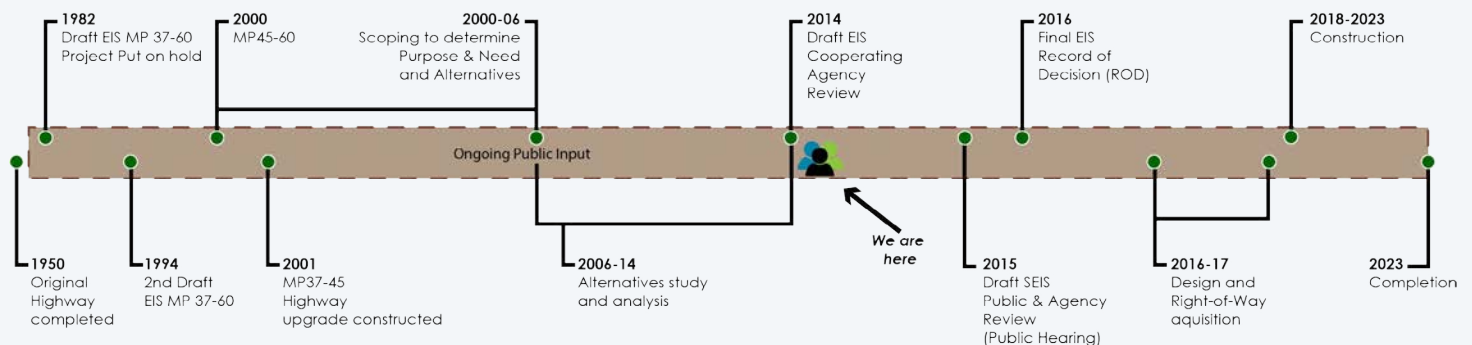 1982
Draft EIS MP 37-60
Project Put on hold
2000
MP45-60
2000-06
Scoping to determine
Purpose & Need
and Alternatives
2014
Draft EIS
Cooperating
Agency
Review
2016
Final EIS
Record of
Decision (ROD)
2018-2023
Construction
Ongoing Public Input
We are
here
1950
Original
Highway
completed
1994
2nd Draft
EIS MP 37-60
2001
MP37-45
Highway
upgrade constructed
2006-14
Alternatives study
and analysis
2015
Draft SEIS
Public & Agency
Review
(Public Hearing)
2016-17
Design and
Right-of-Way
aquisition
2023
Completion